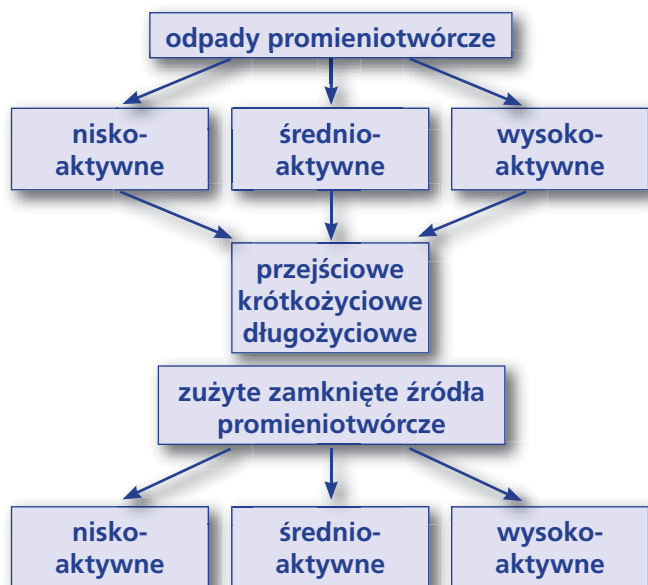 odpady promieniotwórcze
nisko-
aktywne
średnio-
aktywne
wysoko-
aktywne
przejściowe
krótkożyciowe
długożyciowe
zużyte zamknięte źródła
promieniotwórcze
nisko-
aktywne
średnio-
aktywne
wysoko-
aktywne